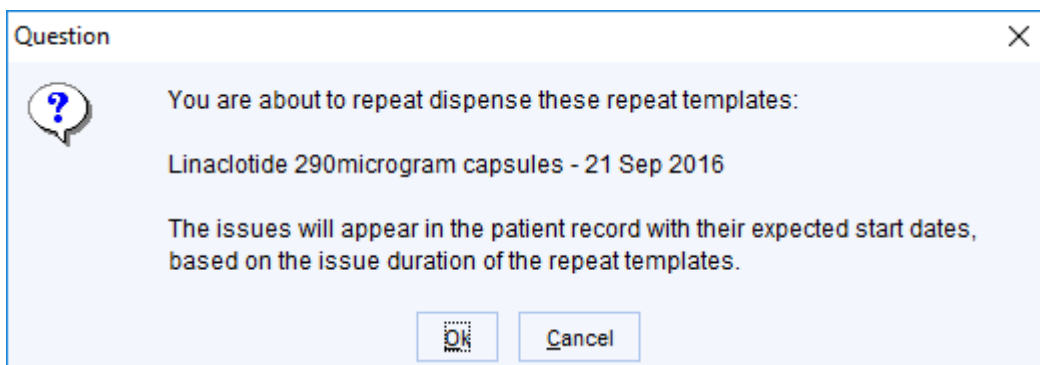 Question
You are about to repeat dispense these repeat templates:
Linaclotide 290microgram capsules - 21 Sep 2016
The issues will appear in the patient record with their expected start dates,
based on the issue duration of the repeat templates.
Ok Cancel